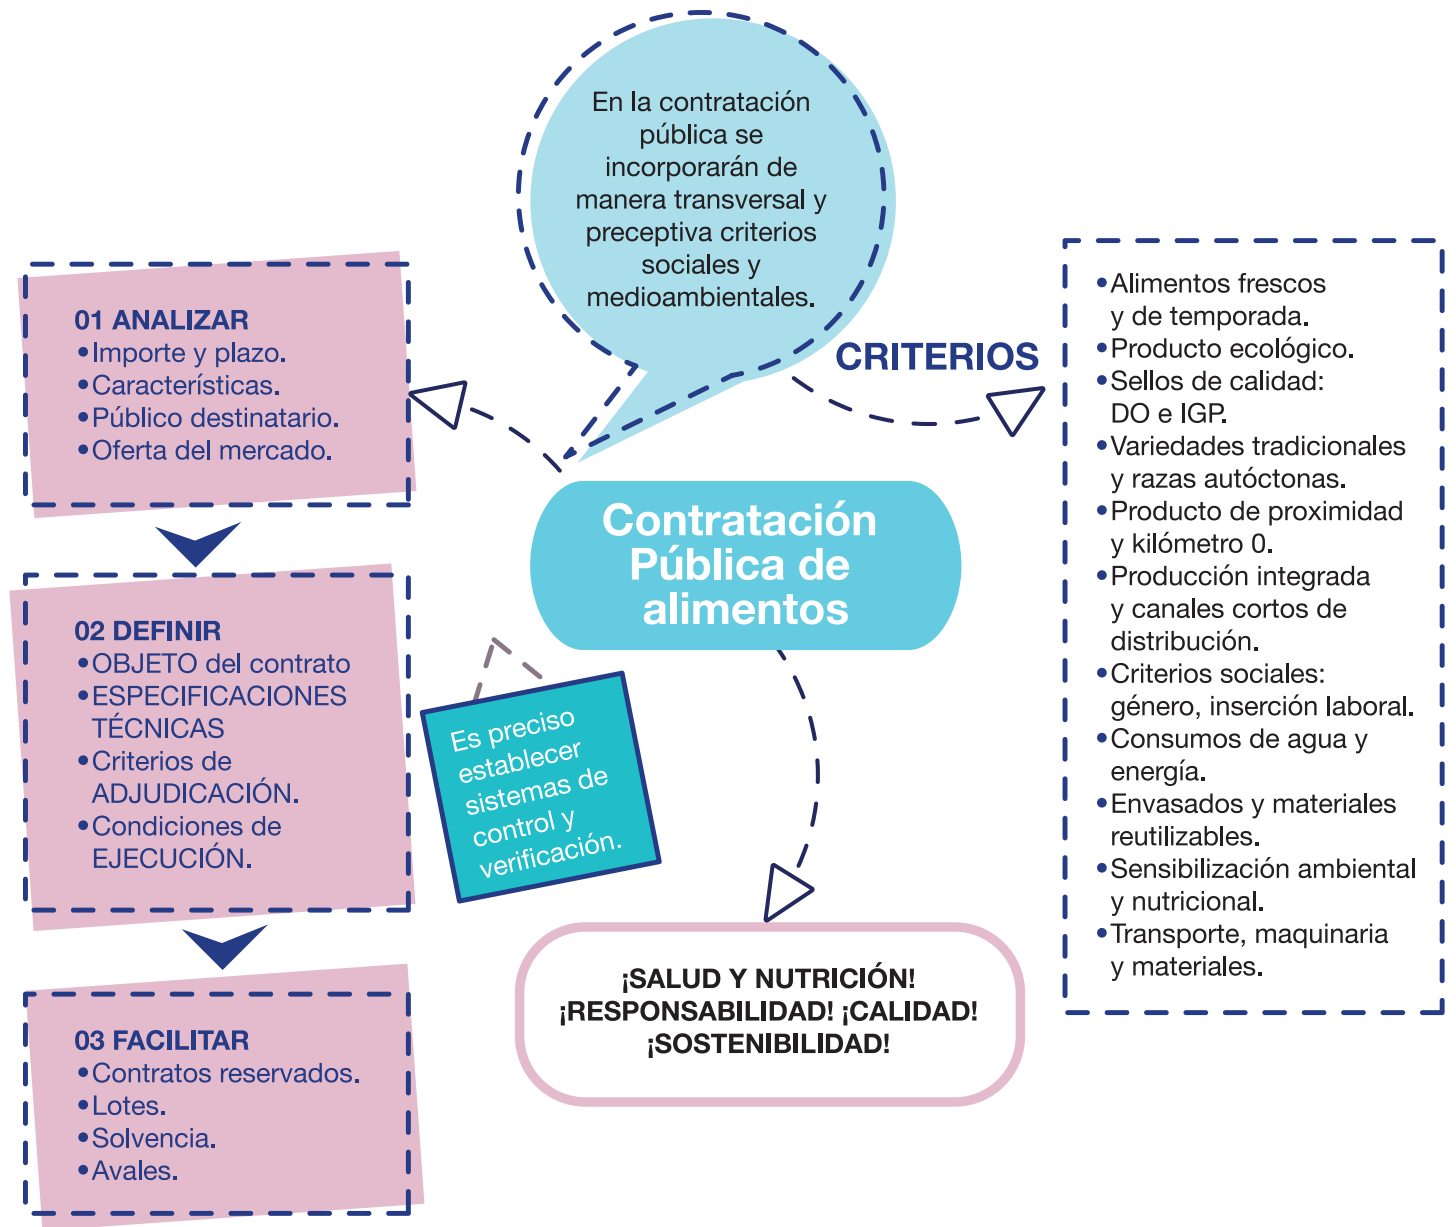 En la contratación
pública se
incorporarán de
manera transversal y
preceptiva criterios
sociales y
medioambientales.
01 ANALIZAR
•Importe y plazo.
•Características.
•Público destinatario.
•Oferta del mercado.
02 DEFINIR
•OBJETO del contrato
•ESPECIFICACIONES
TÉCNICAS
•Criterios de
ADJUDICACIÓN.
•Condiciones de
EJECUCIÓN.
03 FACILITAR
•Contratos reservados.
•Lotes.
•Solvencia.
•Avales.
Contratación
Pública de
alimentos
Es preciso
establecer
sistemas de
control y
verificación.
¡SALUD Y NUTRICIÓN!
¡RESPONSABILIDAD! ¡CALIDAD!
¡SOSTENIBILIDAD!
CRITERIOS
•Alimentos frescos
y de temporada.
•Producto ecológico.
•Sellos de calidad:
DO e IGP.
•Variedades tradicionales
y razas autóctonas.
•Producto de proximidad
y kilómetro 0.
•Producción integrada
y canales cortos de
distribución.
•Criterios sociales:
género, inserción laboral.
•Consumos de agua y
energía.
•Envasados y materiales
reutilizables.
•Sensibilización ambiental
y nutricional.
•Transporte, maquinaria
y materiales.